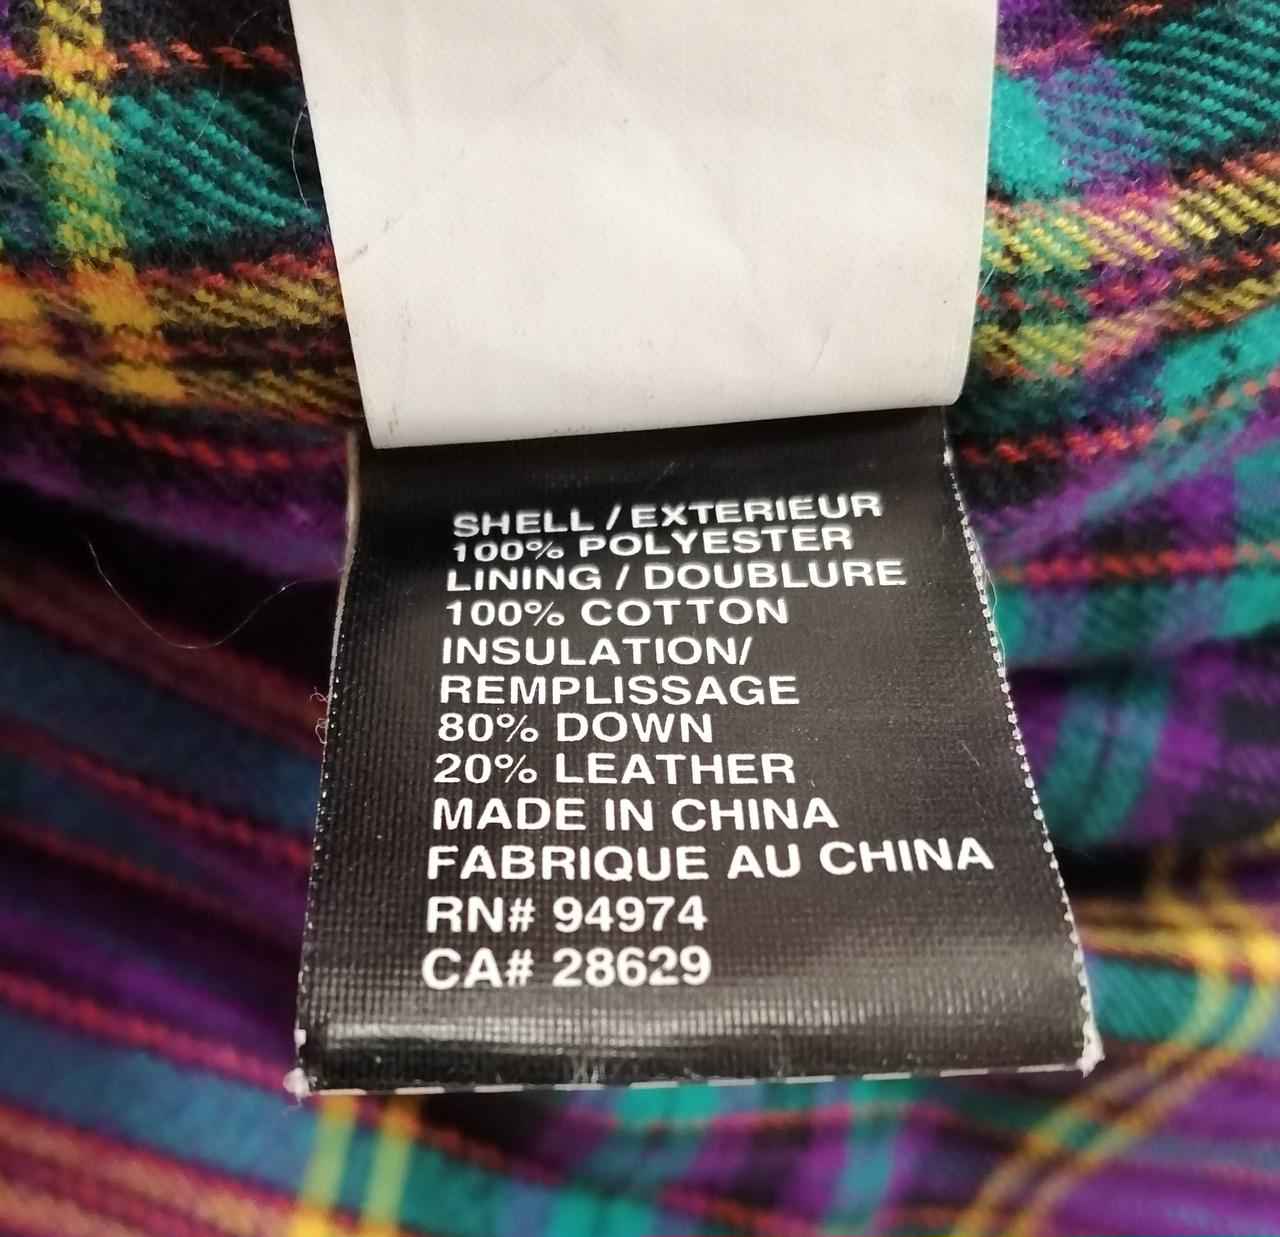 SHELL / EXTERIEUR
100% POLYESTER
LINING / DOUBLURE
100% COTTON
INSULATION/
REMPLISSAGE
80% DOWN
20% LEATHER
MADE IN CHINA
FABRIQUE AU CHINA
RN# 94974
CA# 28629